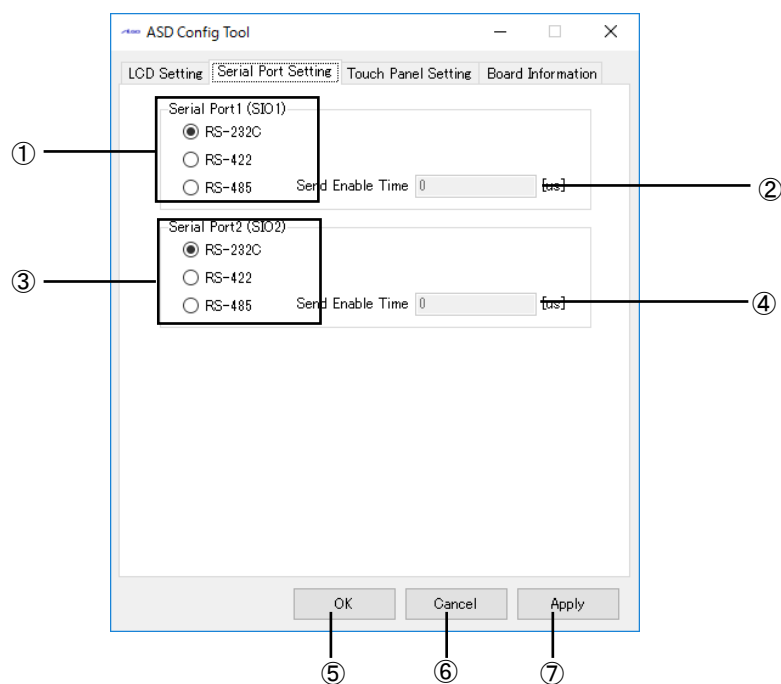 ASD Config Tool
LCD Setting Serial Port Setting Touch Panel Setting Board Information
Serial Port1 (SIO1)
RS-232C
①
RS-422
RS-485 Send Enable Time 0 [us]
②
Serial Port2 (SIO2)
RS-232C
③
RS-422
RS-485 Send Enable Time 0 [us]
④
OK Cancel Apply
⑤ ⑥ ⑦